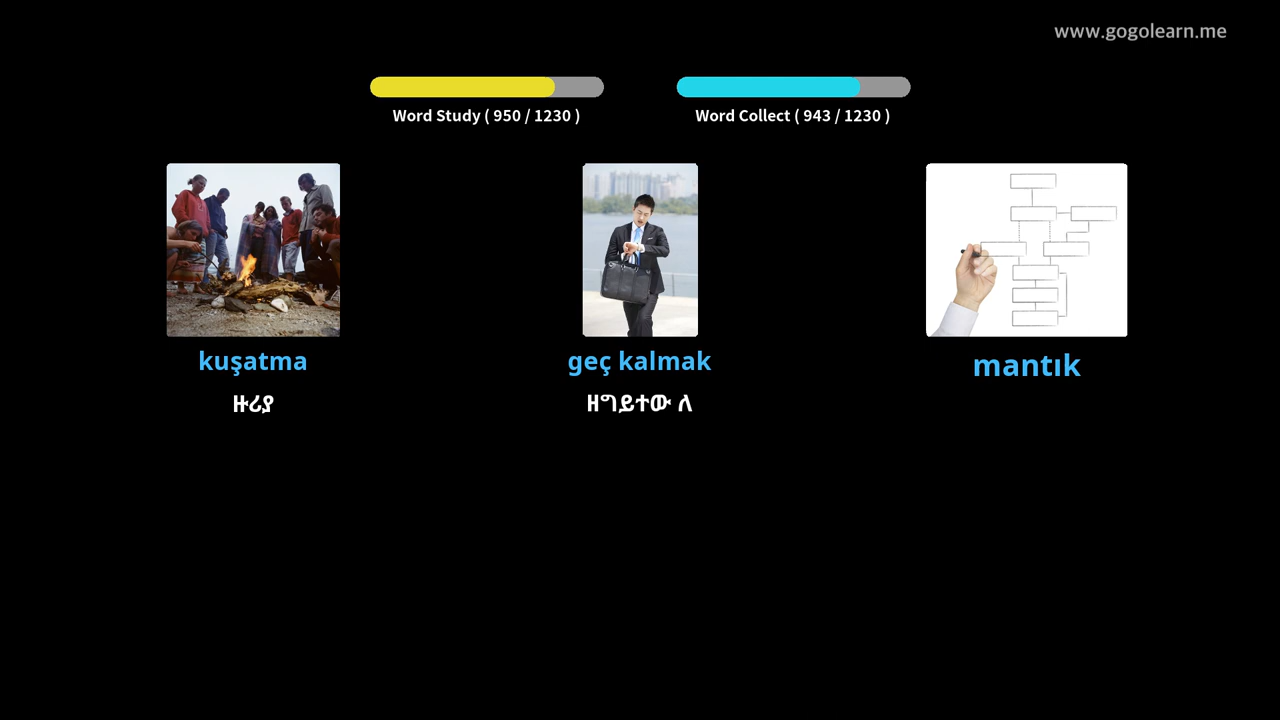 www.gogolearn.me
Word Study ( 950 / 1230 )
Word Collect ( 943 / 1230 )
kuşatma
ዙሪያ
geç kalmak
ዘግይተው ለ
mantık